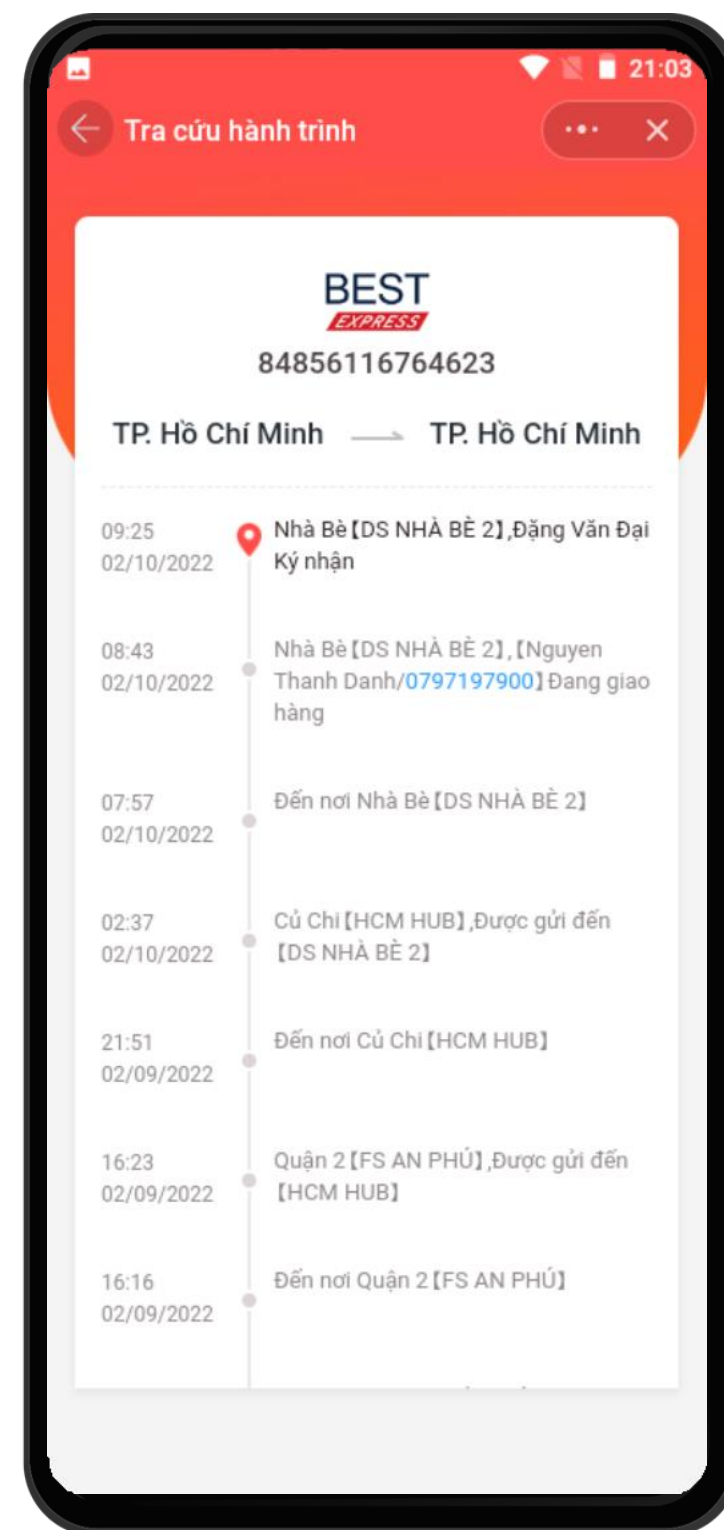 21:03
Tra cứu hành trình
BEST
EXPRESS
84856116764623
TP. Hồ Chí Minh TP. Hồ Chí Minh
09:25
02/10/2022
Nhà Bè【DS NHÀ BÈ 2】,Đặng Văn Đại
Ký nhận
08:43
02/10/2022
Nhà Bè【DS NHÀ BÈ 2】,【Nguyen
Thanh Danh/0797197900】Đang giao
hàng
07:57
02/10/2022
Đến nơi Nhà Bè【DS NHÀ BÈ 2】
02:37
02/10/2022
Củ Chi【HCM HUB】,Được gửi đến
【DS NHÀ BÈ 2】
21:51
02/09/2022
Đến nơi Củ Chi【HCM HUB】
16:23
02/09/2022
Quận 2【FS AN PHÚ】,Được gửi đến
【HCM HUB】
16:16
02/09/2022
Đến nơi Quận 2【FS AN PHÚ】